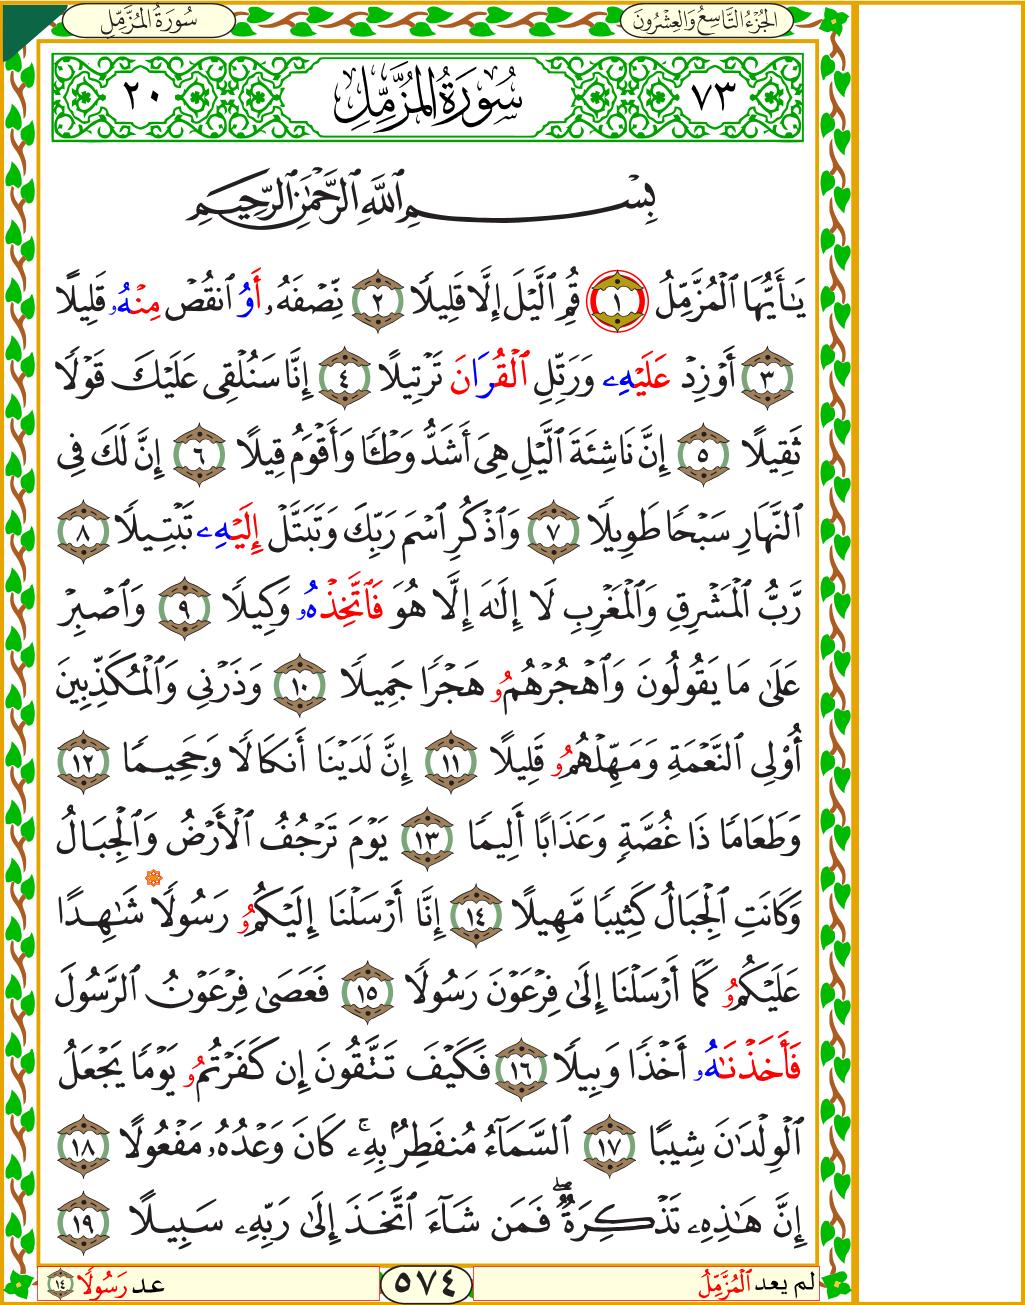 الجُزْءُ التَّاسِعُ وَالعِشْرُونَ
سُورَةُ المُزَّمِّلِ
٧٣ سُورَةُ المُزَّمِّلِ ٢٠
بِسْمِ ٱللَّهِ ٱلرَّحْمَٰنِ ٱلرَّحِيمِ
يَٰٓأَيُّهَا ٱلْمُزَّمِّلُ ١ قُمِ ٱلَّيْلَ إِلَّا قَلِيلًا ٢ نِّصْفَهُۥ أَوُ ٱنقُصْ مِنْهُۥ قَلِيلًا
٣ أَوْ زِدْ عَلَيْهِۦ وَرَتِّلِ ٱلْقُرَانَ تَرْتِيلًا ٤ إِنَّا سَنُلْقِى عَلَيْكَ قَوْلًا
ثَقِيلًا ٥ إِنَّ نَاشِئَةَ ٱلَّيْلِ هِىَ أَشَدُّ وَطْـًٔا وَأَقْوَمُ قِيلًا ٦ إِنَّ لَكَ فِى
ٱلنَّهَارِ سَبْحًا طَوِيلًا ٧ وَٱذْكُرِ ٱسْمَ رَبِّكَ وَتَبَتَّلْ إِلَيْهِۦ تَبْتِيلًا ٨
رَّبُّ ٱلْمَشْرِقِ وَٱلْمَغْرِبِ لَا إِلَٰهَ إِلَّا هُوَ فَٱتَّخِذْهُۥ وَكِيلًا ٩ وَٱصْبِرْ
عَلَىٰ مَا يَقُولُونَ وَٱهْجُرْهُمُۥ هَجْرًا جَمِيلًا ١٠ وَذَرْنِى وَٱلْمُكَذِّبِينَ
أُو۟لِى ٱلنَّعْمَةِ وَمَهِّلْهُمُۥ قَلِيلًا ١١ إِنَّ لَدَيْنَا أَنكَالًا وَجَحِيمًا ١٢
وَطَعَامًا ذَا غُصَّةٍ وَعَذَابًا أَلِيمًا ١٣ يَوْمَ تَرْجُفُ ٱلْأَرْضُ وَٱلْجِبَالُ
وَكَانَتِ ٱلْجِبَالُ كَثِيبًا مَّهِيلًا ١٤ إِنَّا أَرْسَلْنَا إِلَيْكُمُۥ رَسُولًا شَٰهِدًا
عَلَيْكُمُۥ كَمَا أَرْسَلْنَا إِلَىٰ فِرْعَوْنَ رَسُولًا ١٥ فَعَصَىٰ فِرْعَوْنُ ٱلرَّسُولَ
فَأَخَذْنَٰهُۥ أَخْذًا وَبِيلًا ١٦ فَكَيْفَ تَتَّقُونَ إِن كَفَرْتُمُۥ يَوْمًا يَجْعَلُ
ٱلْوِلْدَٰنَ شِيبًا ١٧ ٱلسَّمَآءُ مُنفَطِرٌۢ بِهِۦۚ كَانَ وَعْدُهُۥ مَفْعُولًا ١٨
إِنَّ هَٰذِهِۦ تَذْكِرَةٌۖ فَمَن شَآءَ ٱتَّخَذَ إِلَىٰ رَبِّهِۦ سَبِيلًا ١٩
لم يعد ٱلْمُزَّمِّلُ
٥٧٤
عد رَسُولًا ١٤